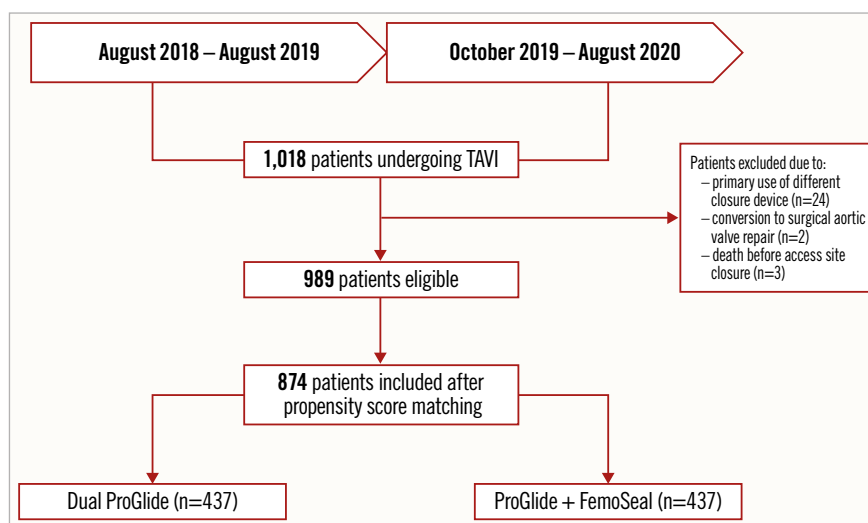 August 2018 – August 2019
October 2019 – August 2020
1,018 patients undergoing TAVI
Patients excluded due to:
– primary use of different
closure device (n=24)
– conversion to surgical aortic
valve repair (n=2)
– death before access site
closure (n=3)
989 patients eligible
874 patients included after
propensity score matching
Dual ProGlide (n=437)
ProGlide + FemoSeal (n=437)